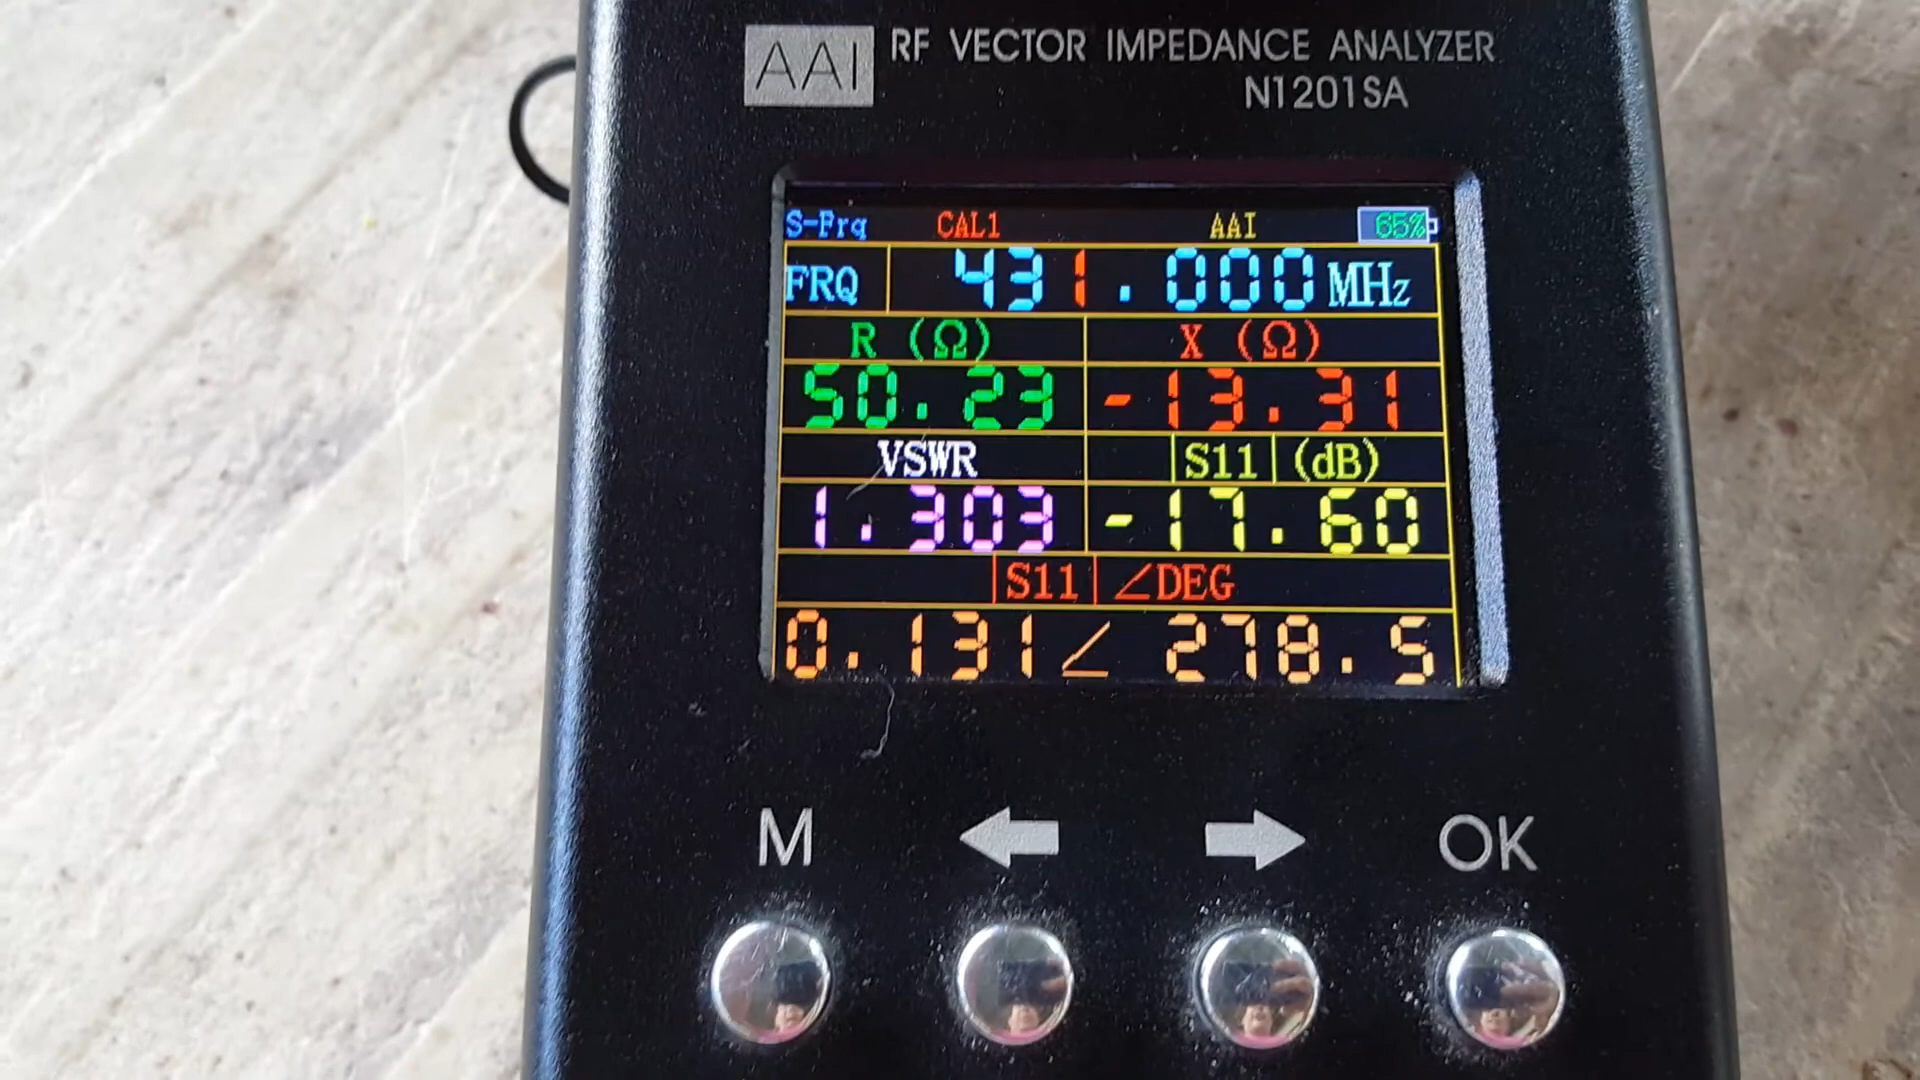 AAI RF VECTOR IMPEDANCE ANALYZER
N1201SA
S-Frq CAL1 AAI 65%
FRQ 431.000 MHz
R (Ω) X (Ω)
50.23 -13.31
VSWR |S11| (dB)
1.303 -17.60
|S11| ∠DEG
0.131∠ 278.5
M OK